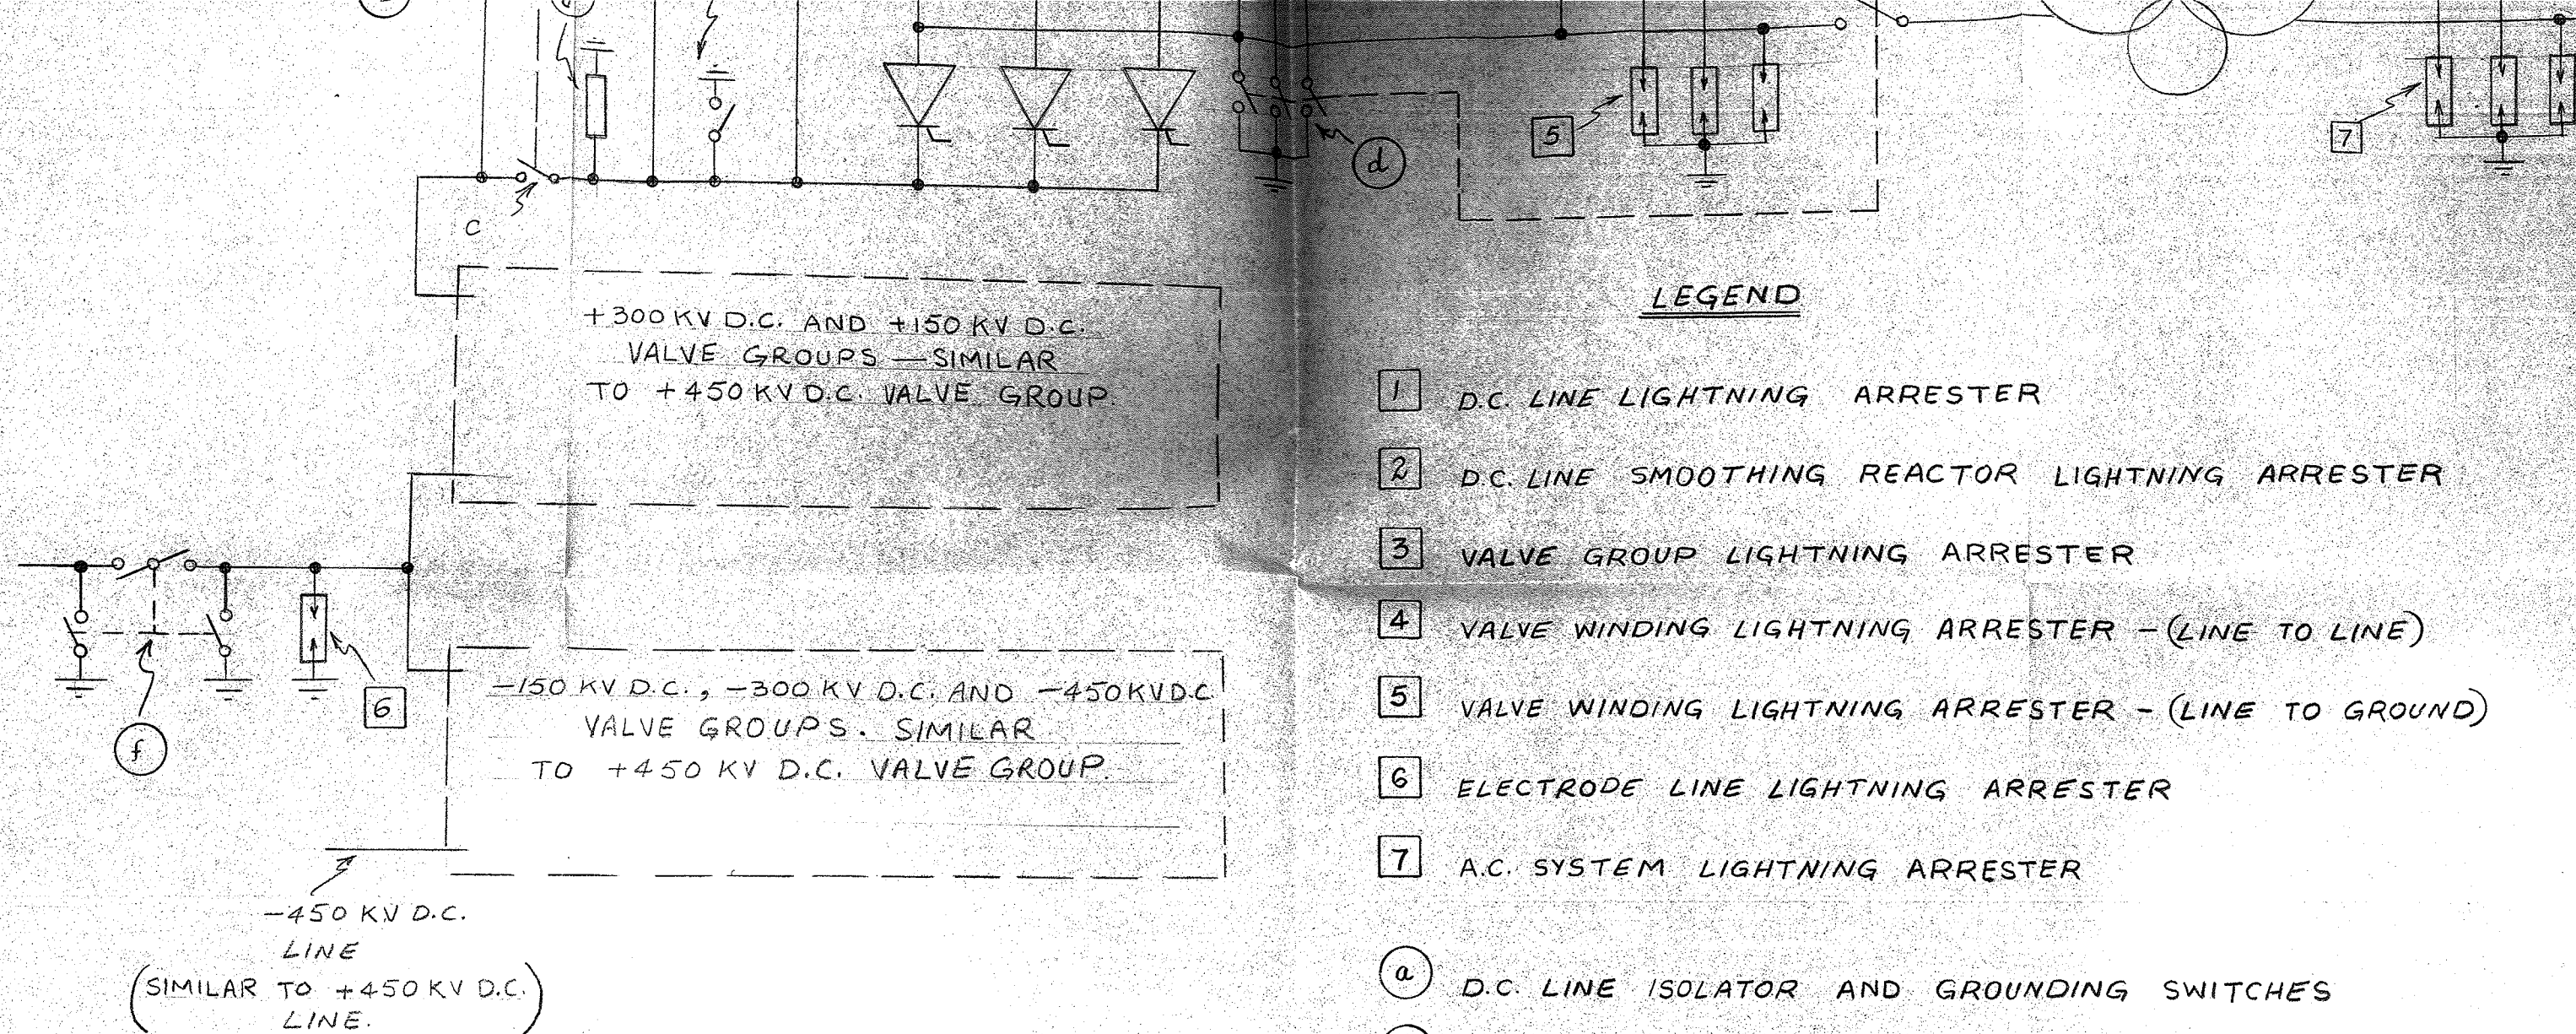 5
d
7
C
+300 KV D.C. AND +150 KV D.C.
VALVE GROUPS — SIMILAR
TO +450 KV D.C. VALVE GROUP.
6
f
-150 KV D.C., -300 KV D.C. AND -450 KV D.C.
VALVE GROUPS. SIMILAR
TO +450 KV D.C. VALVE GROUP.
-450 KV D.C.
LINE
(SIMILAR TO +450 KV D.C.
LINE.)
LEGEND
1 D.C. LINE LIGHTNING ARRESTER
2 D.C. LINE SMOOTHING REACTOR LIGHTNING ARRESTER
3 VALVE GROUP LIGHTNING ARRESTER
4 VALVE WINDING LIGHTNING ARRESTER - (LINE TO LINE)
5 VALVE WINDING LIGHTNING ARRESTER - (LINE TO GROUND)
6 ELECTRODE LINE LIGHTNING ARRESTER
7 A.C. SYSTEM LIGHTNING ARRESTER
a D.C. LINE ISOLATOR AND GROUNDING SWITCHES